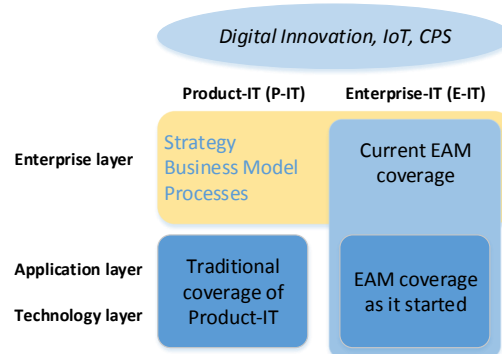 Digital Innovation, IoT, CPS
Product-IT (P-IT)
Enterprise-IT (E-IT)
Enterprise layer
Strategy
Business Model
Processes
Current EAM
coverage
Application layer
Technology layer
Traditional
coverage of
Product-IT
EAM coverage
as it started